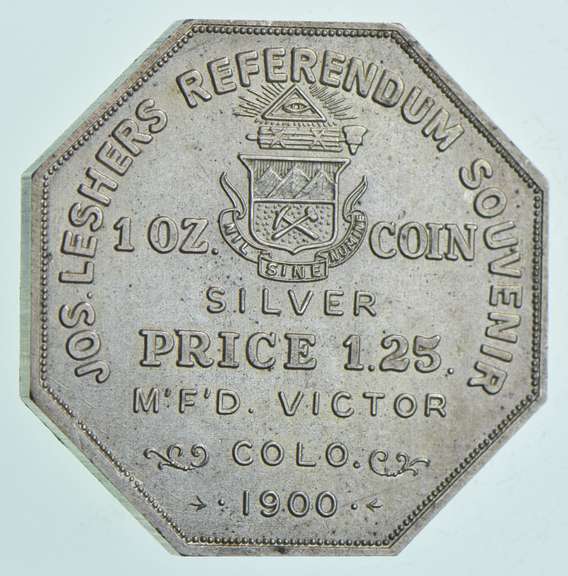 JOS. LESHERS REFERENDUM SOUVENIR
1 OZ. COIN
NIL SINE NUMINE
SILVER
PRICE 1.25.
M'F'D. VICTOR
COLO.
1900